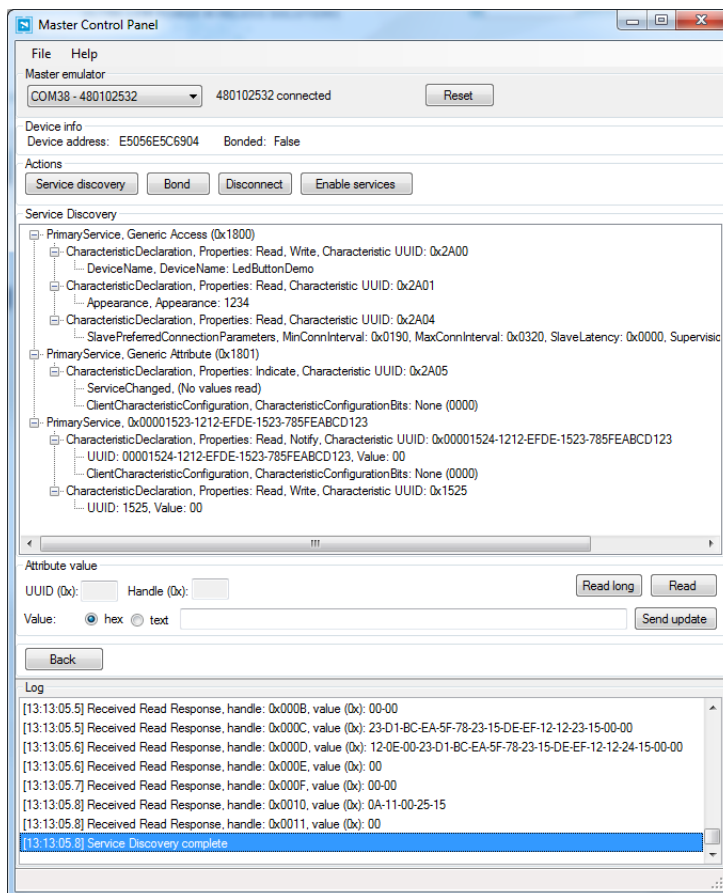 Master Control Panel
File Help
Master emulator
COM38 - 480102532 480102532 connected Reset
Device info
Device address: E5056E5C6904 Bonded: False
Actions
Service discovery Bond Disconnect Enable services
Service Discovery
PrimaryService, Generic Access (0x1800)
CharacteristicDeclaration, Properties: Read, Write, Characteristic UUID: 0x2A00
DeviceName, DeviceName: LedButtonDemo
CharacteristicDeclaration, Properties: Read, Characteristic UUID: 0x2A01
Appearance, Appearance: 1234
CharacteristicDeclaration, Properties: Read, Characteristic UUID: 0x2A04
SlavePreferredConnectionParameters, MinConnInterval: 0x0190, MaxConnInterval: 0x0320, SlaveLatency: 0x0000, Supervisic
PrimaryService, Generic Attribute (0x1801)
CharacteristicDeclaration, Properties: Indicate, Characteristic UUID: 0x2A05
ServiceChanged, (No values read)
ClientCharacteristicConfiguration, CharacteristicConfigurationBits: None (0000)
PrimaryService, 0x00001523-1212-EFDE-1523-785FEABCD123
CharacteristicDeclaration, Properties: Read, Notify, Characteristic UUID: 0x00001524-1212-EFDE-1523-785FEABCD123
UUID: 00001524-1212-EFDE-1523-785FEABCD123, Value: 00
ClientCharacteristicConfiguration, CharacteristicConfigurationBits: None (0000)
CharacteristicDeclaration, Properties: Read, Write, Characteristic UUID: 0x1525
UUID: 1525, Value: 00
Attribute value
UUID (0x): Handle (0x): Read long Read
Value: hex text Send update
Back
Log
[13:13:05.5] Received Read Response, handle: 0x000B, value (0x): 00-00
[13:13:05.5] Received Read Response, handle: 0x000C, value (0x): 23-D1-BC-EA-5F-78-23-15-DE-EF-12-12-23-15-00-00
[13:13:05.6] Received Read Response, handle: 0x000D, value (0x): 12-0E-00-23-D1-BC-EA-5F-78-23-15-DE-EF-12-12-24-15-00-00
[13:13:05.6] Received Read Response, handle: 0x000E, value (0x): 00
[13:13:05.7] Received Read Response, handle: 0x000F, value (0x): 00-00
[13:13:05.8] Received Read Response, handle: 0x0010, value (0x): 0A-11-00-25-15
[13:13:05.8] Received Read Response, handle: 0x0011, value (0x): 00
[13:13:05.8] Service Discovery complete